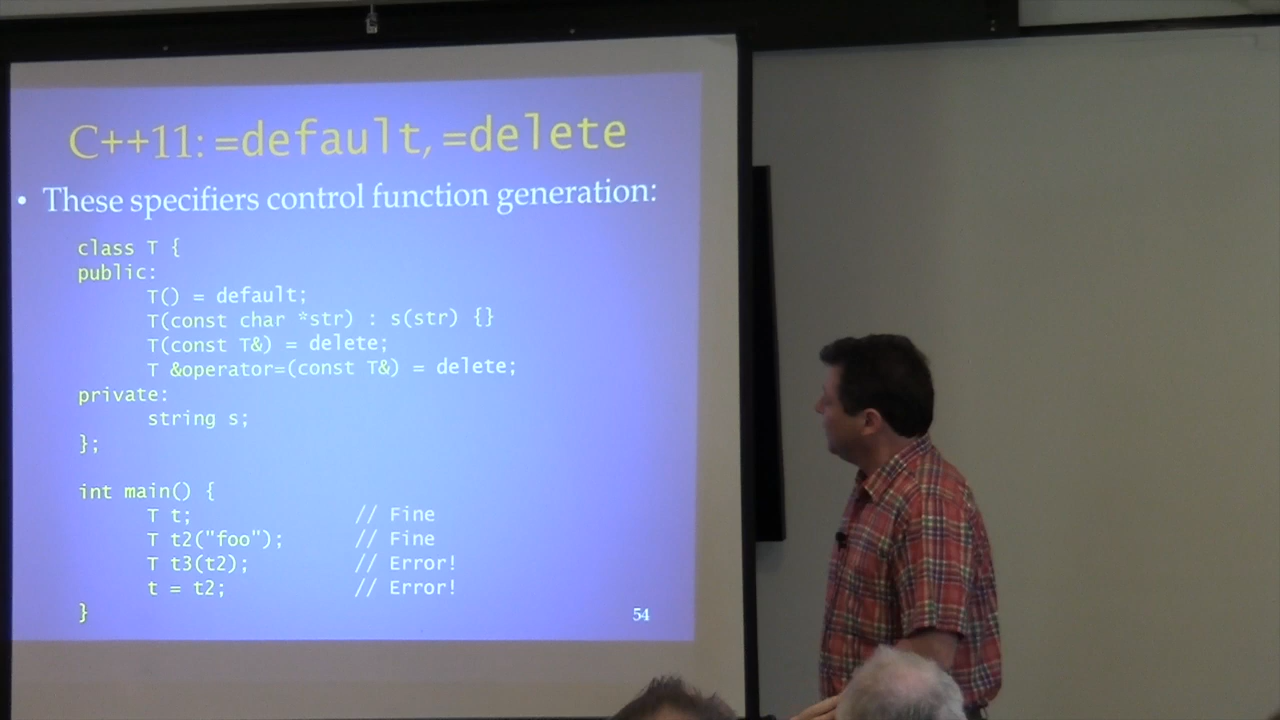 C++11: =default, =delete
• These specifiers control function generation:
class T {
public:
T() = default;
T(const char *str) : s(str) {}
T(const T&) = delete;
T &operator=(const T&) = delete;
private:
string s;
};
int main() {
T t; // Fine
T t2("foo"); // Fine
T t3(t2); // Error!
t = t2; // Error!
}
54